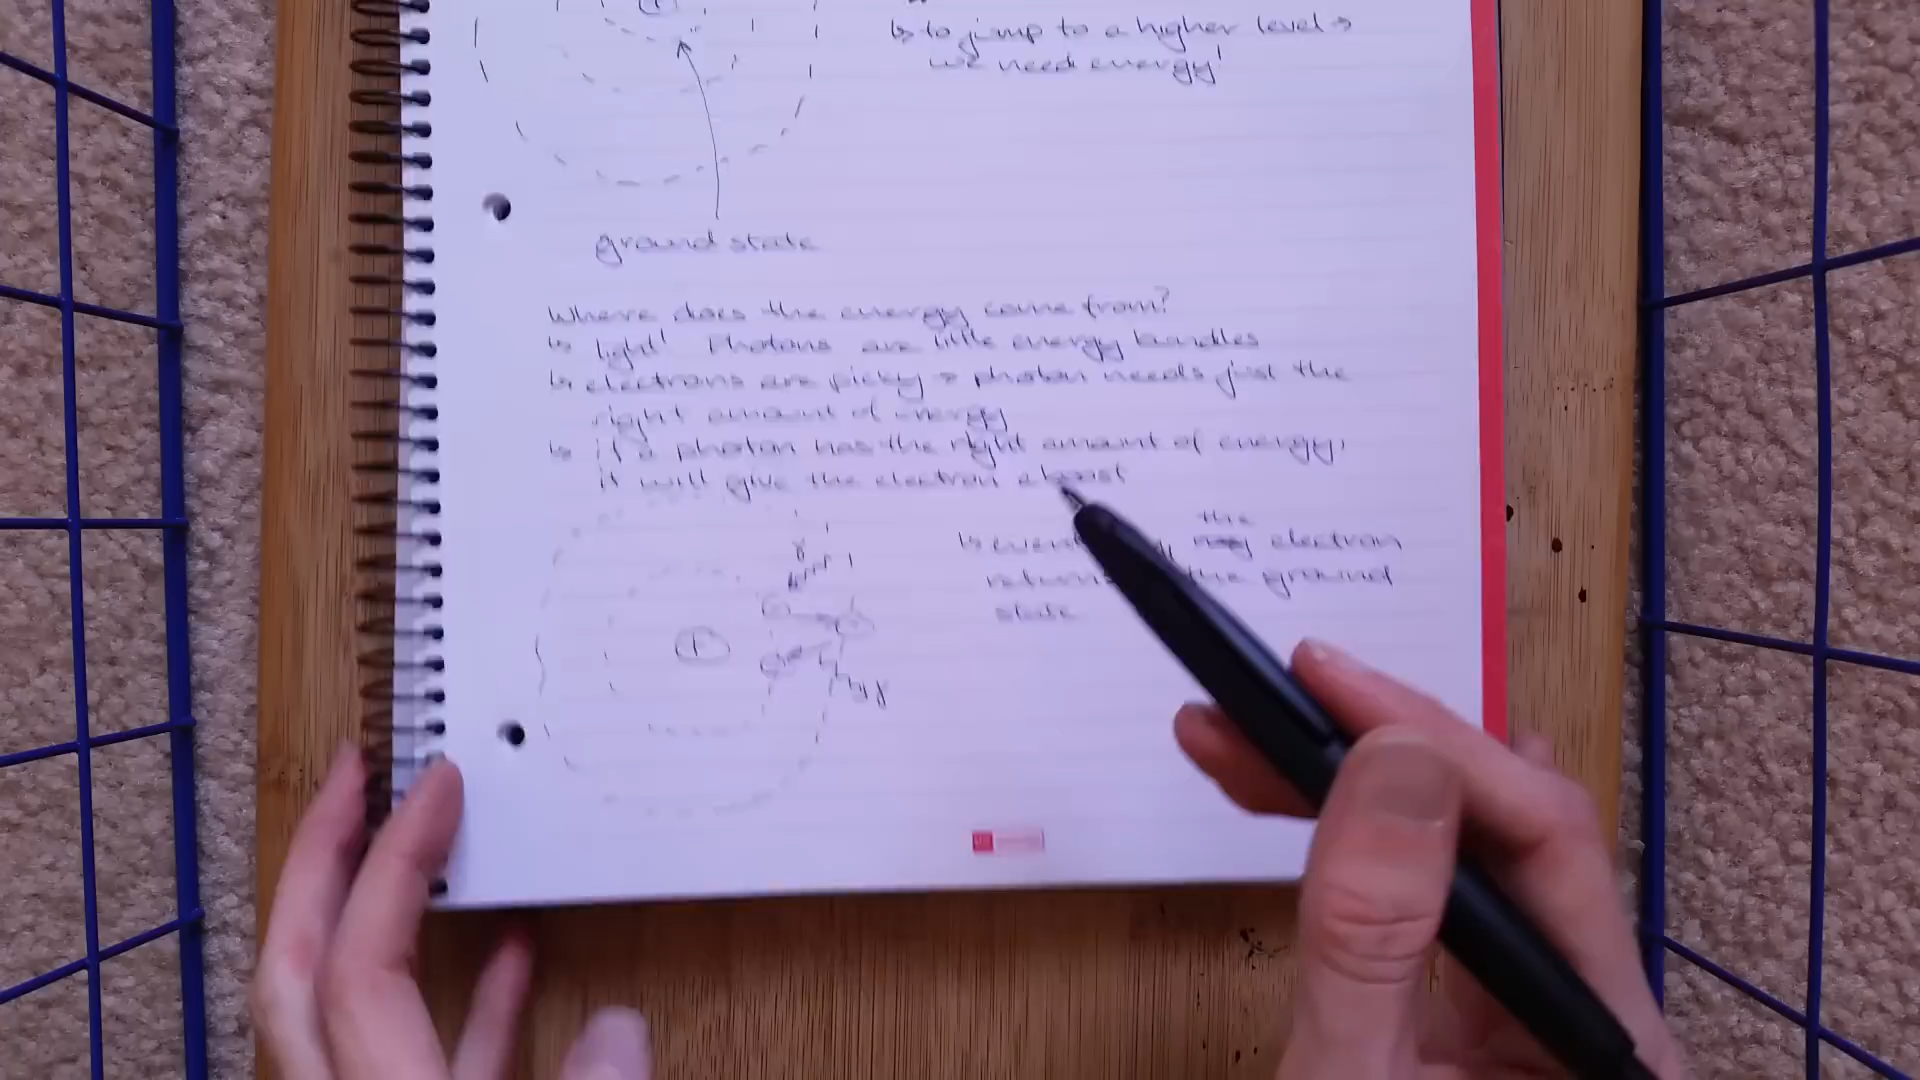 ↳ to jump to a higher level →
we need energy!
ground state
Where does the energy come from?
↳ light! Photons are little energy bundles
↳ electrons are picky → photon needs just the
right amount of energy
↳ if a photon has the right amount of energy,
it will give the electron a boost
γ
the
↳ electron
the ground
state
γ